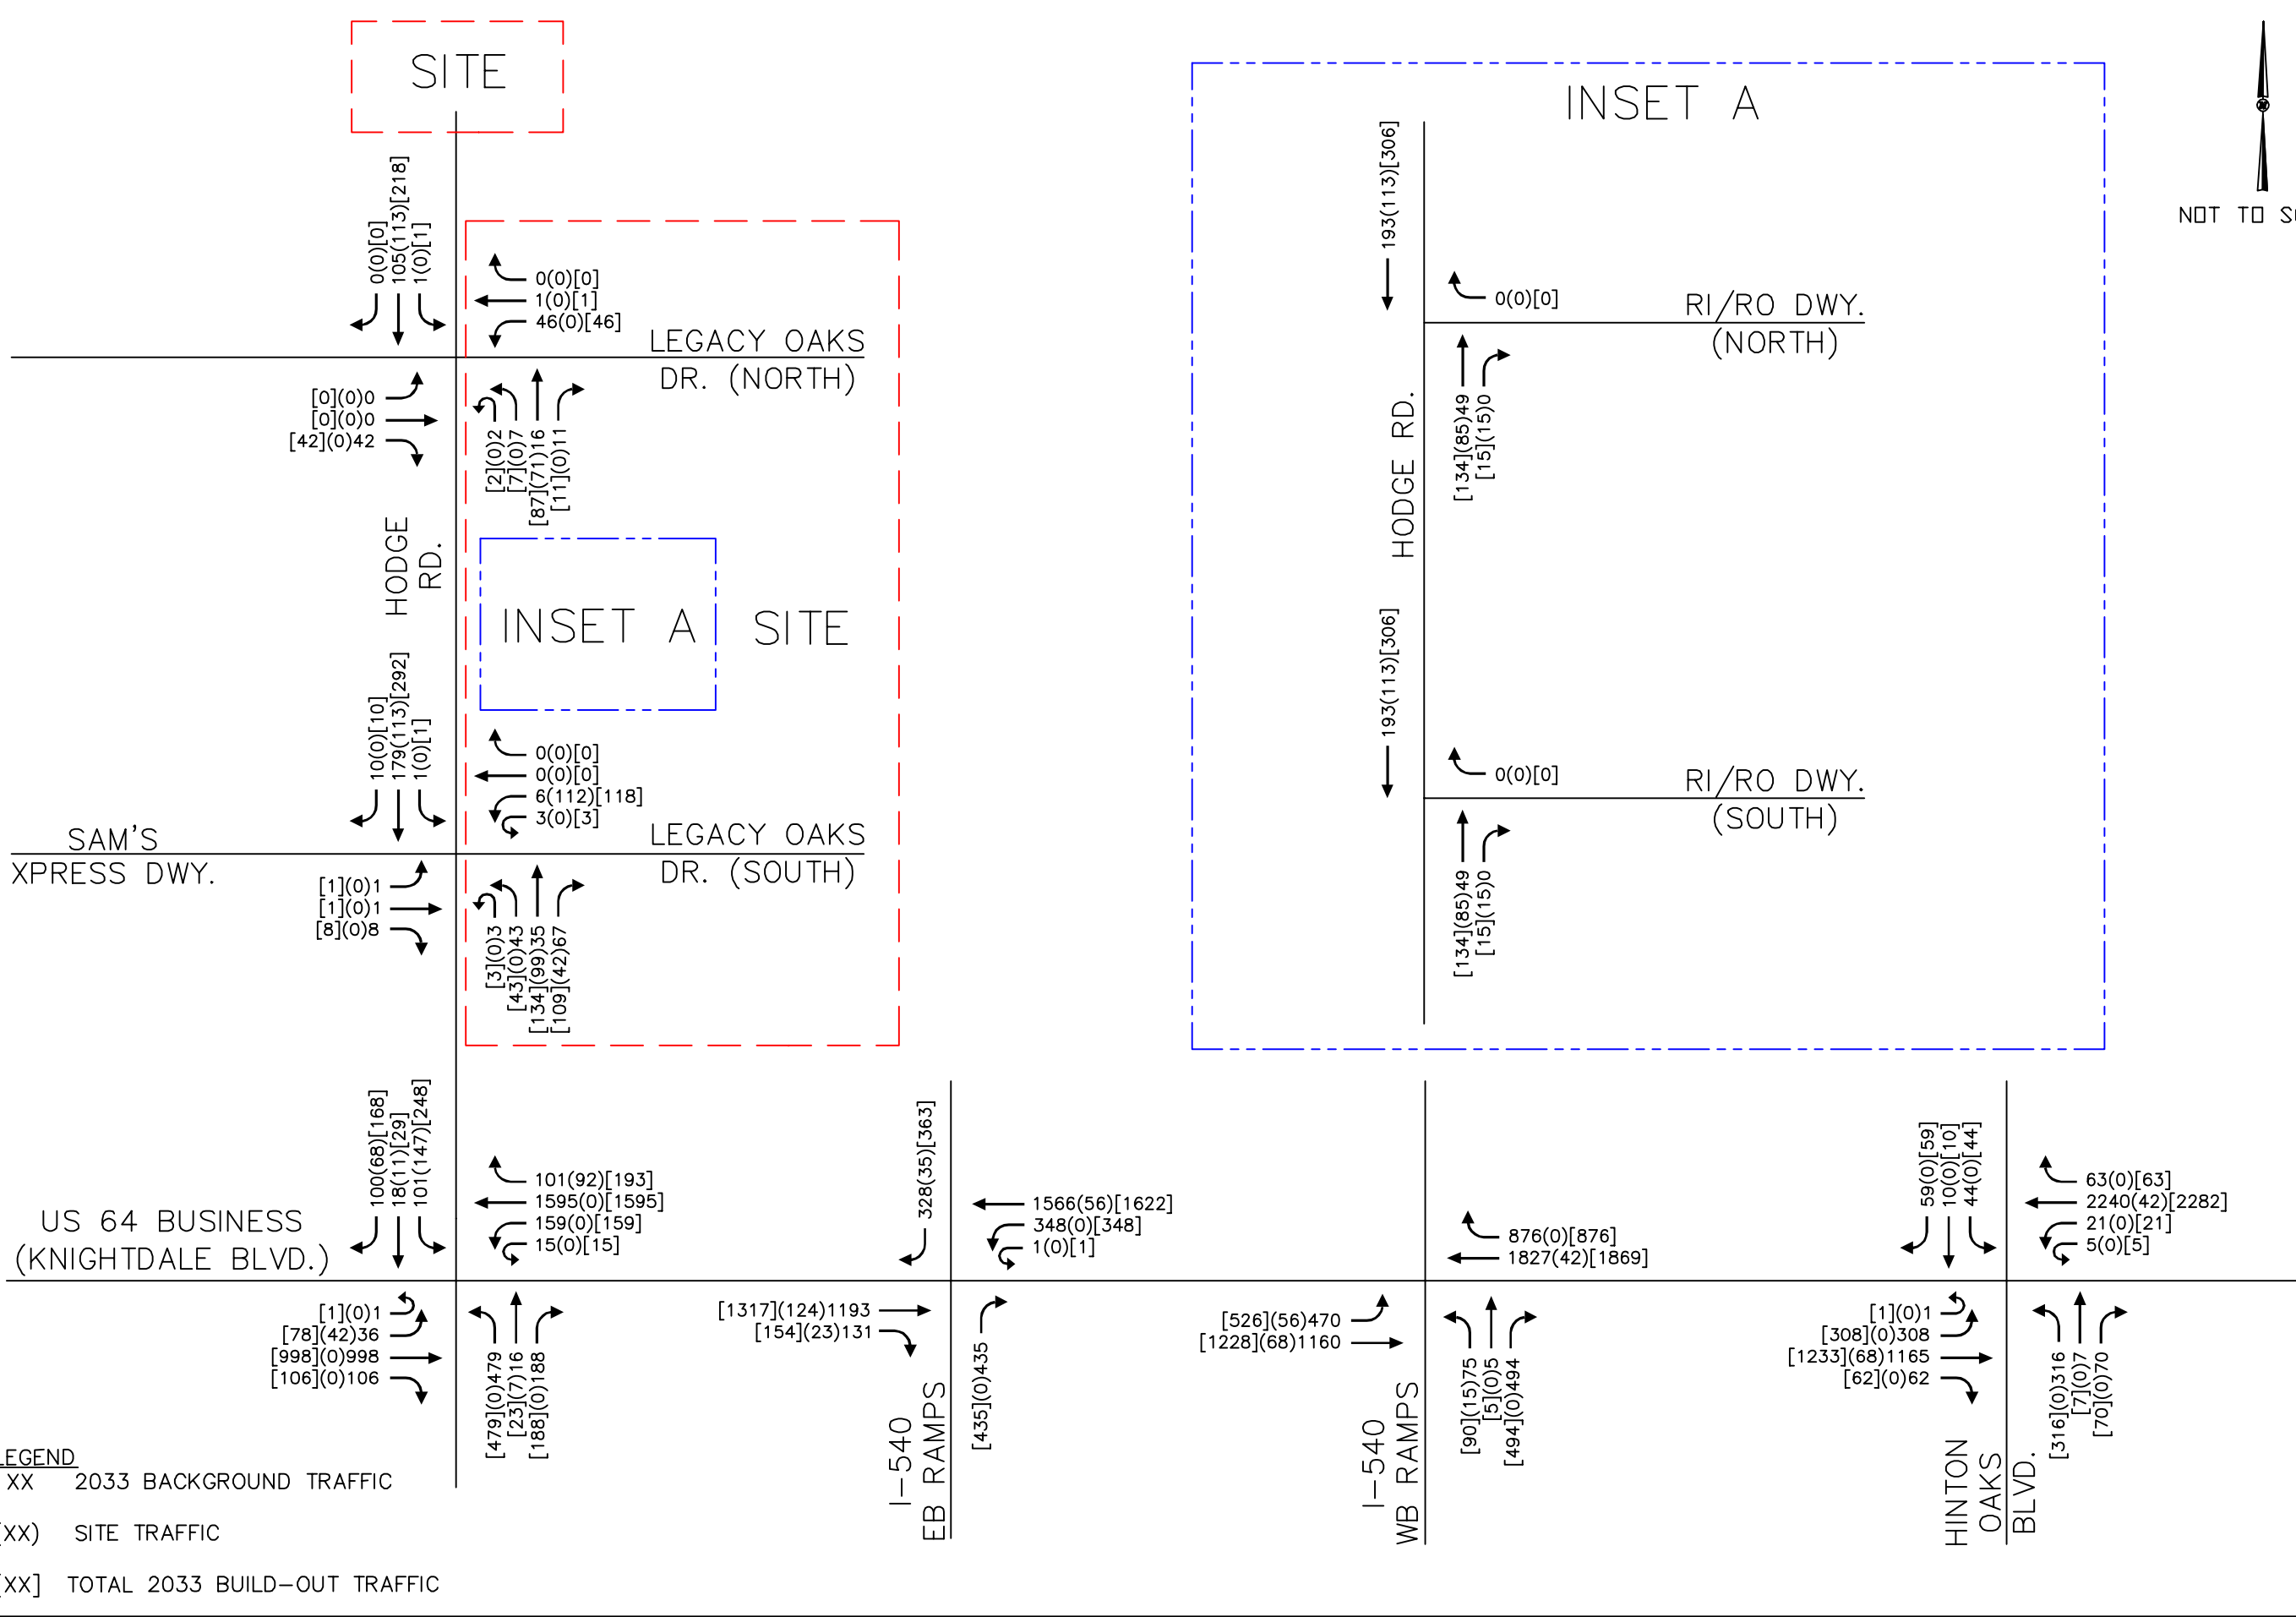 SITE
INSET A
NOT TO S
0(0)[0]
105(113)[218]
1(0)[1]
0(0)[0]
1(0)[1]
46(0)[46]
LEGACY OAKS
DR. (NORTH)
[0](0)0
[0](0)0
[42](0)42
[2](0)2
[7](0)7
[87](71)16
[11](0)11
HODGE
RD.
INSET A
SITE
10(0)[10]
179(113)[292]
1(0)[1]
0(0)[0]
0(0)[0]
6(112)[118]
3(0)[3]
SAM'S
XPRESS DWY.
LEGACY OAKS
DR. (SOUTH)
[1](0)1
[1](0)1
[8](0)8
[3](0)3
[43](0)43
[134](99)35
[109](42)67
193(113)[306]
0(0)[0]
RI/RO DWY.
(NORTH)
[134](85)49
[15](15)0
HODGE RD.
193(113)[306]
0(0)[0]
RI/RO DWY.
(SOUTH)
[134](85)49
[15](15)0
100(68)[168]
18(11)[29]
101(147)[248]
101(92)[193]
1595(0)[1595]
159(0)[159]
15(0)[15]
US 64 BUSINESS
(KNIGHTDALE BLVD.)
[1](0)1
[78](42)36
[998](0)998
[106](0)106
[479](0)479
[23](7)16
[188](0)188
328(35)[363]
1566(56)[1622]
348(0)[348]
1(0)[1]
[1317](124)1193
[154](23)131
[435](0)435
I-540
EB RAMPS
876(0)[876]
1827(42)[1869]
[526](56)470
[1228](68)1160
[90](15)75
[5](0)5
[494](0)494
I-540
WB RAMPS
59(0)[59]
10(0)[10]
44(0)[44]
63(0)[63]
2240(42)[2282]
21(0)[21]
5(0)[5]
[1](0)1
[308](0)308
[1233](68)1165
[62](0)62
[316](0)316
[7](0)7
[70](0)70
HINTON
OAKS
BLVD.
LEGEND
XX 2033 BACKGROUND TRAFFIC
XX) SITE TRAFFIC
XX] TOTAL 2033 BUILD-OUT TRAFFIC